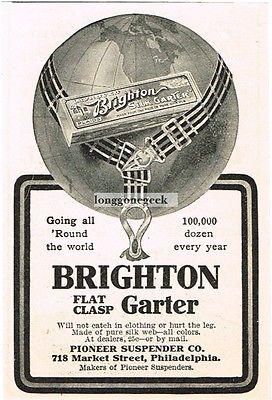 Brighton
SILK GARTER
longgonegeek
Going all
'Round
the world
100,000
dozen
every year
BRIGHTON
FLAT
CLASP Garter
Will not catch in clothing or hurt the leg.
Made of pure silk web—all colors.
At dealers, 25c—or by mail.
PIONEER SUSPENDER CO.
718 Market Street, Philadelphia.
Makers of Pioneer Suspenders.